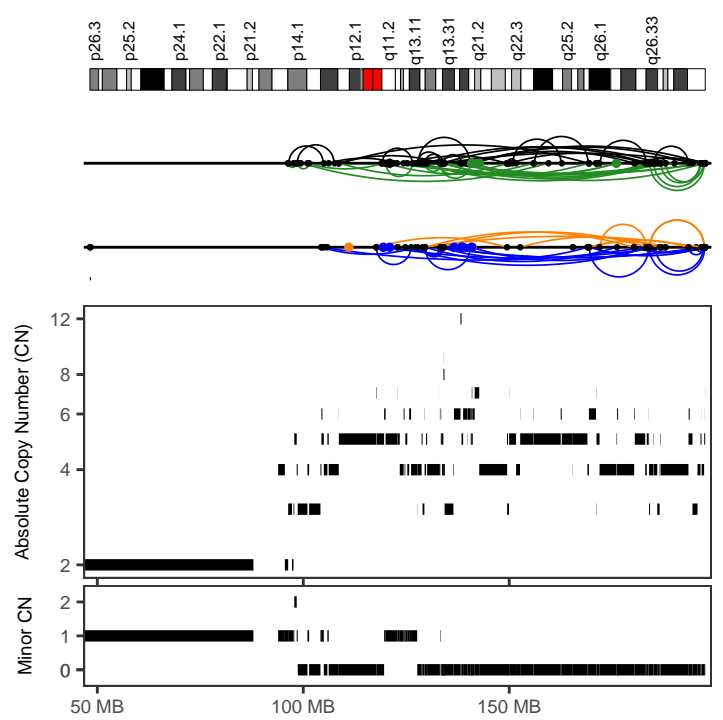 p26.3 p25.2 p24.1 p22.1 p21.2 p14.1 p12.1 q11.2 q13.11 q13.31 q21.2 q22.3 q25.2 q26.1 q26.33
Absolute Copy Number (CN)
12
8
6
4
2
Minor CN
2
1
0
50 MB 100 MB 150 MB